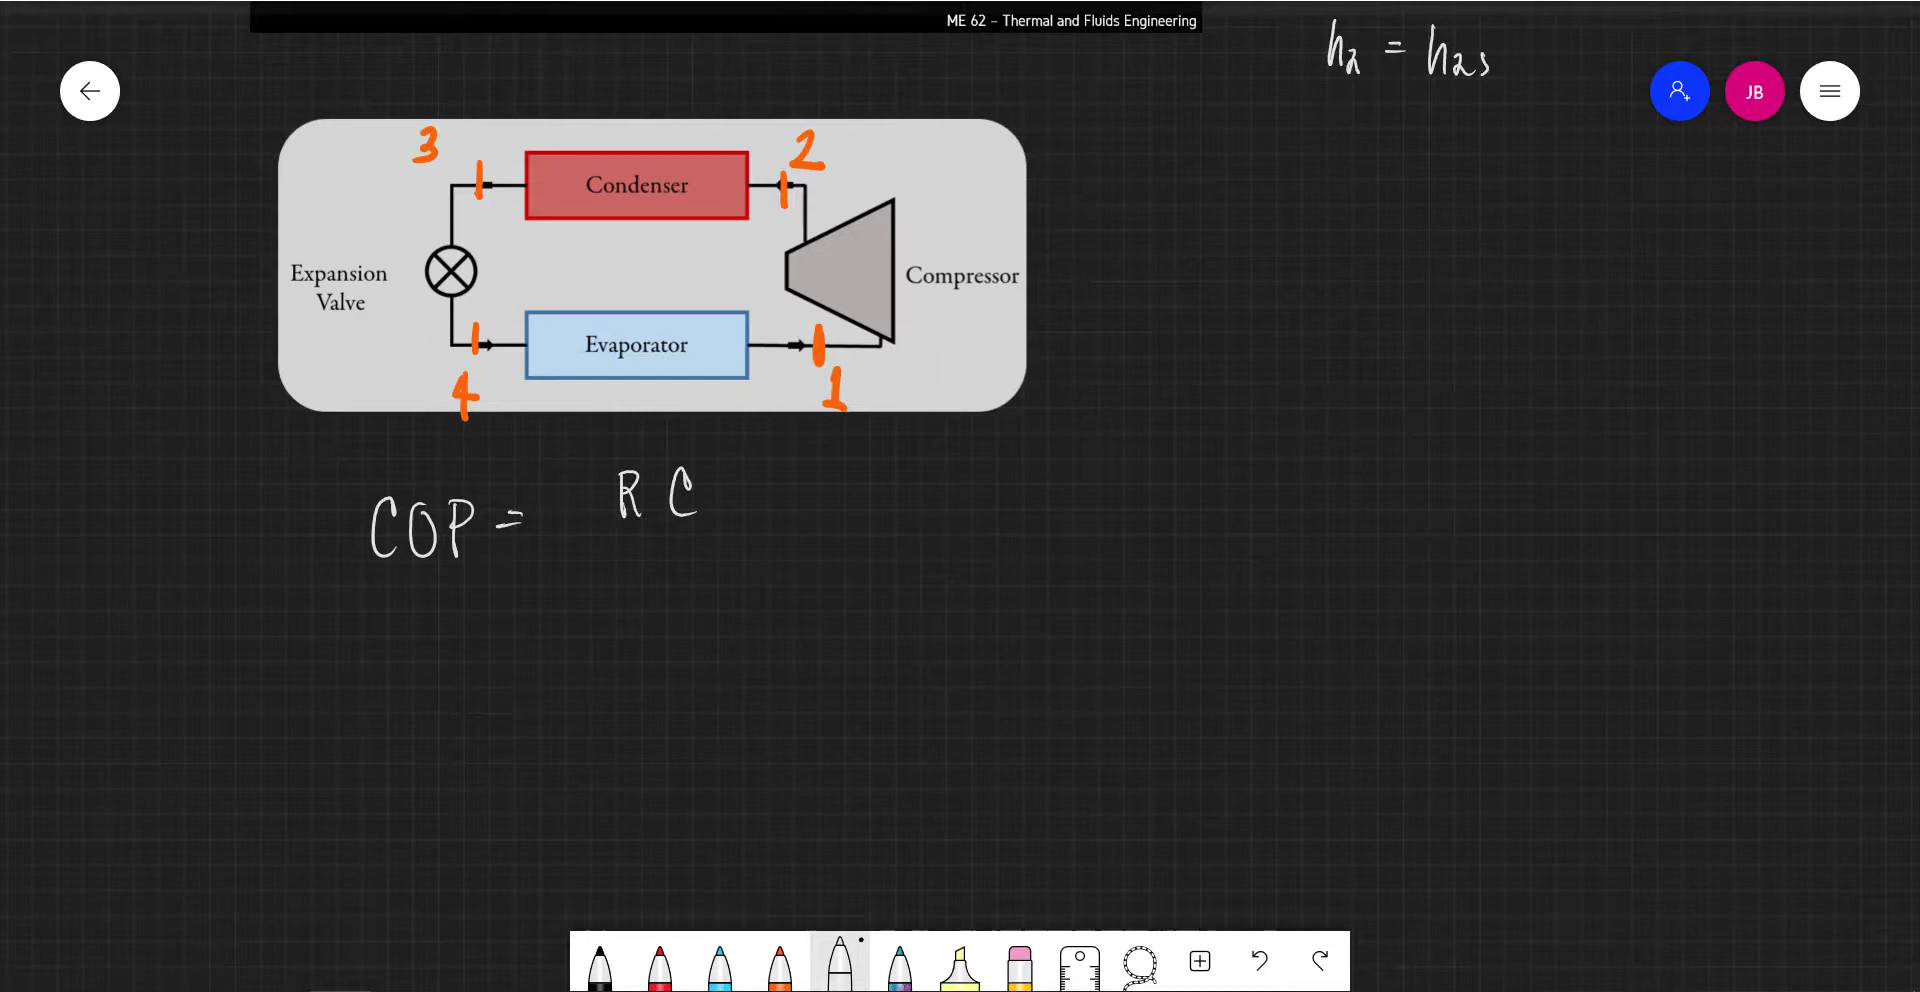 ME 62 – Thermal and Fluids Engineering
h₂ = h₂s
JB
3
2
Condenser
Expansion
Valve
Compressor
Evaporator
4
1
R C
COP =